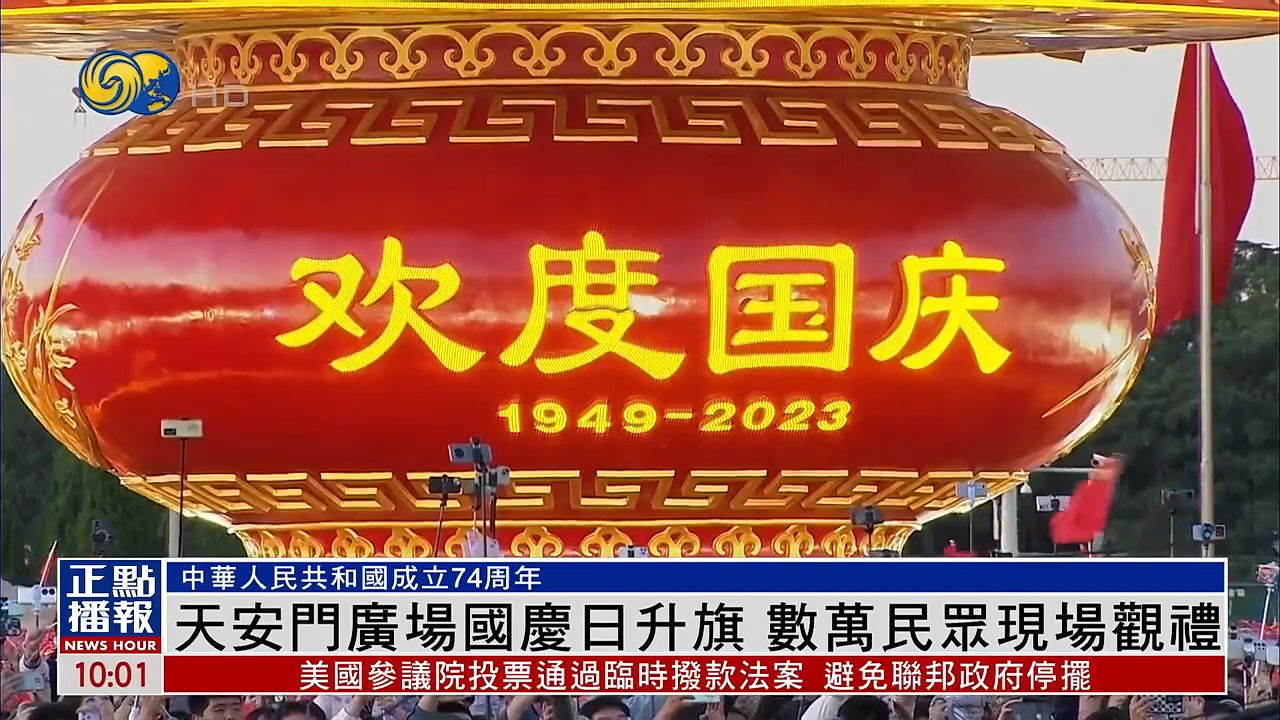 HD
欢度国庆
1949-2023
正點
播報
NEWS HOUR
10:01
中華人民共和國成立74周年
天安門廣場國慶日升旗 數萬民眾現場觀禮
美國參議院投票通過臨時撥款法案 避免聯邦政府停擺